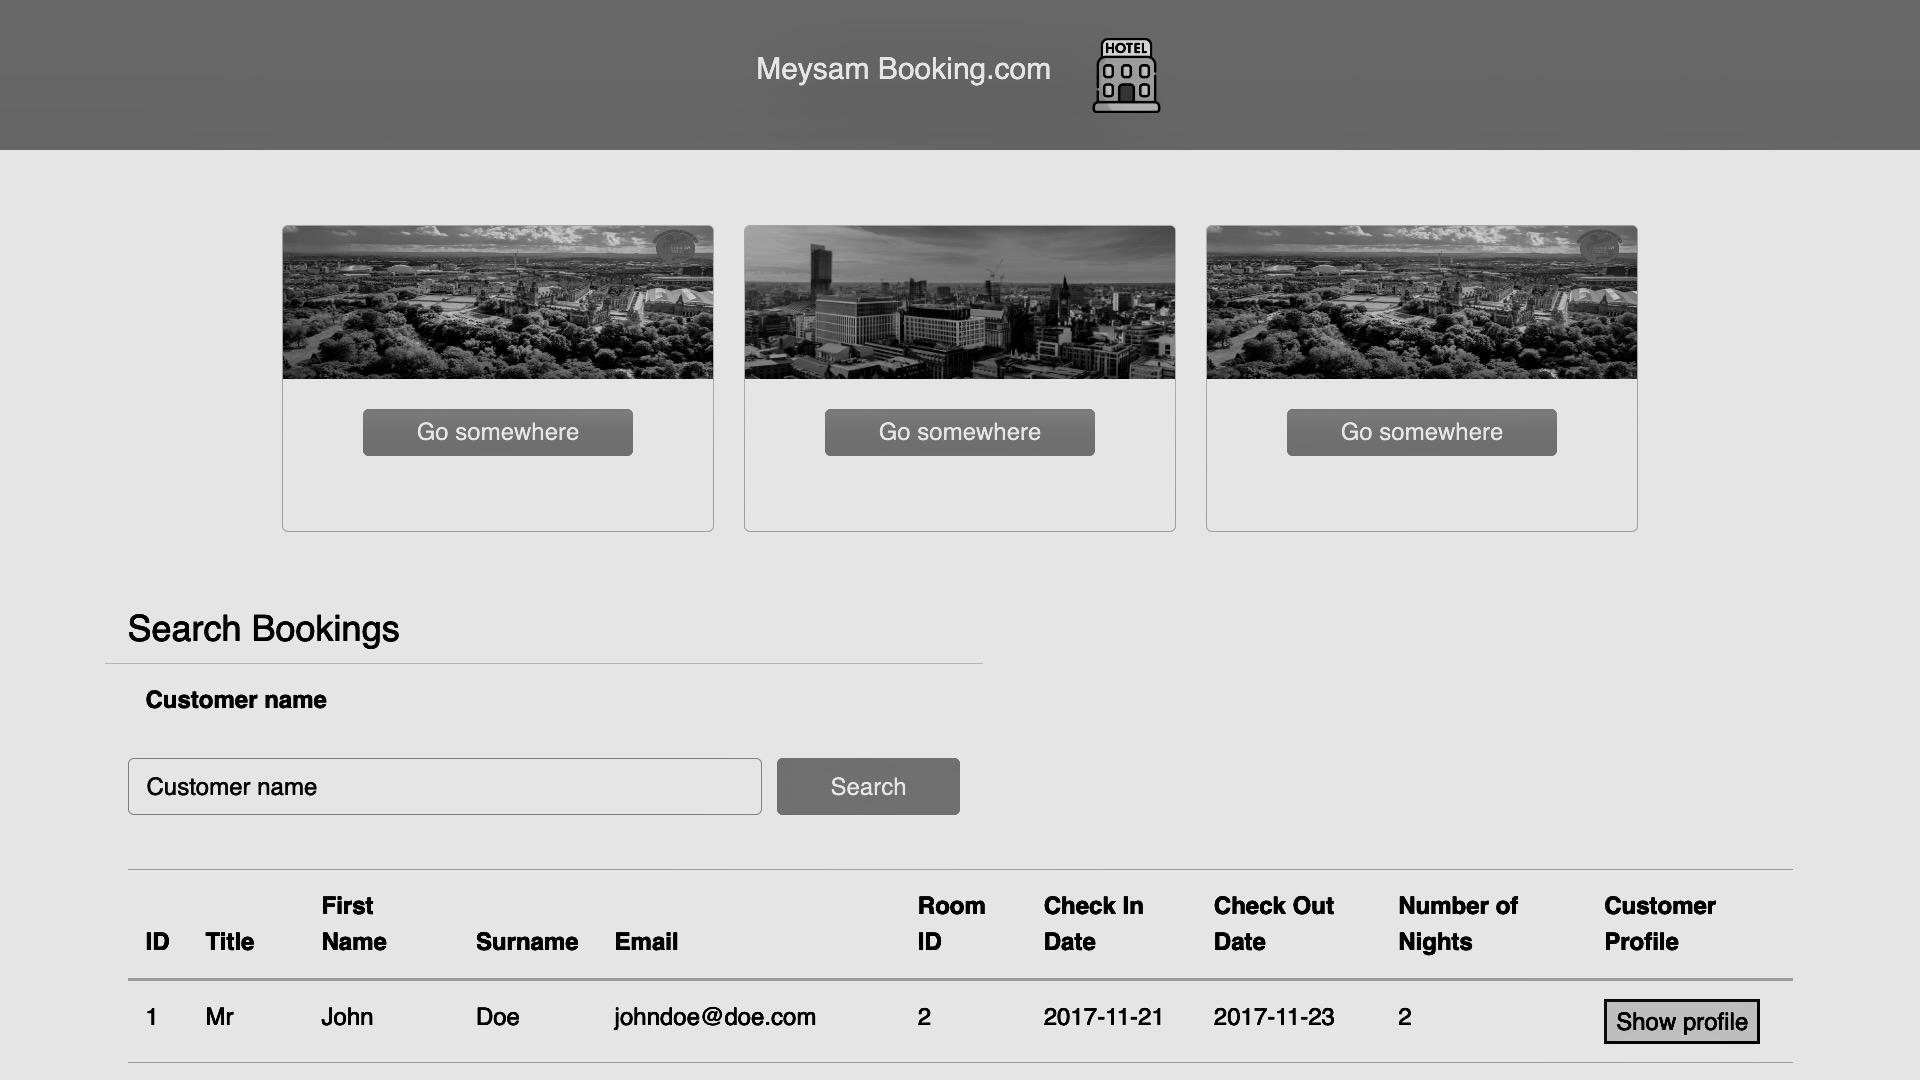 Meysam Booking.com
HOTEL
Go somewhere
Go somewhere
Go somewhere
Search Bookings
Customer name
Customer name
Search
ID Title First Name Surname Email Room ID Check In Date Check Out Date Number of Nights Customer Profile
1 Mr John Doe johndoe@doe.com 2 2017-11-21 2017-11-23 2 Show profile